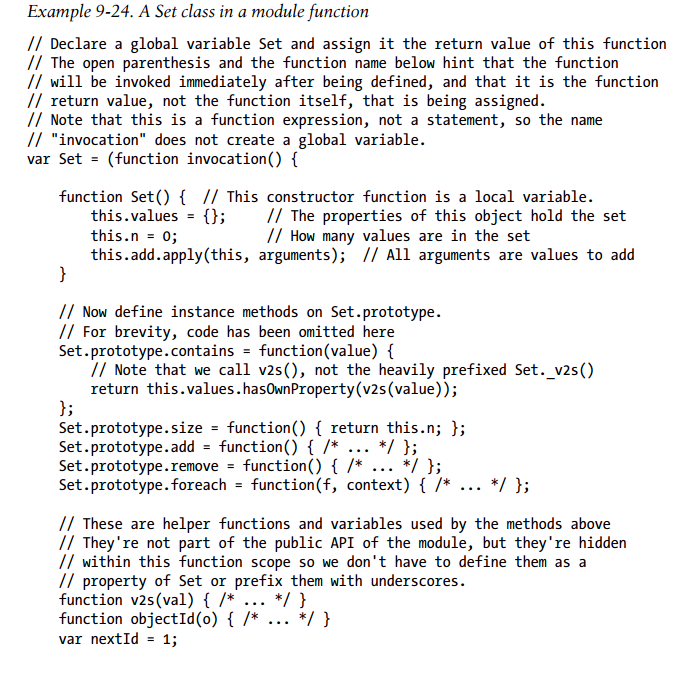 Example 9-24. A Set class in a module function
// Declare a global variable Set and assign it the return value of this function
// The open parenthesis and the function name below hint that the function
// will be invoked immediately after being defined, and that it is the function
// return value, not the function itself, that is being assigned.
// Note that this is a function expression, not a statement, so the name
// "invocation" does not create a global variable.
var Set = (function invocation() {
    function Set() {  // This constructor function is a local variable.
        this.values = {};     // The properties of this object hold the set
        this.n = 0;           // How many values are in the set
        this.add.apply(this, arguments);  // All arguments are values to add
    }
    // Now define instance methods on Set.prototype.
    // For brevity, code has been omitted here
    Set.prototype.contains = function(value) {
        // Note that we call v2s(), not the heavily prefixed Set._v2s()
        return this.values.hasOwnProperty(v2s(value));
    };
    Set.prototype.size = function() { return this.n; };
    Set.prototype.add = function() { /* ... */ };
    Set.prototype.remove = function() { /* ... */ };
    Set.prototype.foreach = function(f, context) { /* ... */ };
    // These are helper functions and variables used by the methods above
    // They're not part of the public API of the module, but they're hidden
    // within this function scope so we don't have to define them as a
    // property of Set or prefix them with underscores.
    function v2s(val) { /* ... */ }
    function objectId(o) { /* ... */ }
    var nextId = 1;